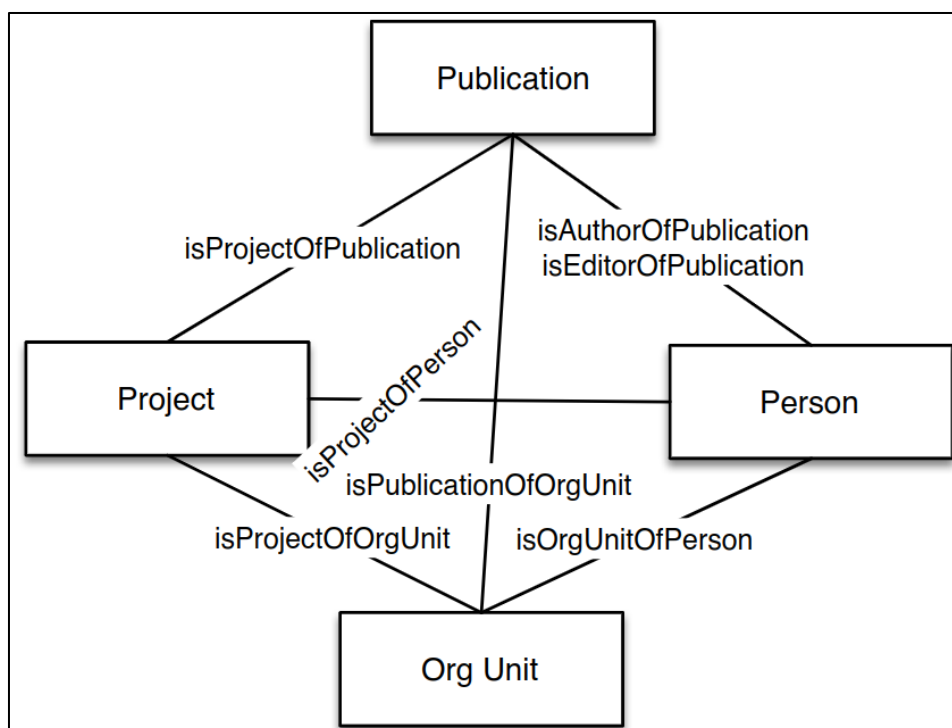 Publication
isProjectOfPublication
isAuthorOfPublication
isEditorOfPublication
isProjectOfPerson
Project
Person
isPublicationOfOrgUnit
isProjectOfOrgUnit
isOrgUnitOfPerson
Org Unit